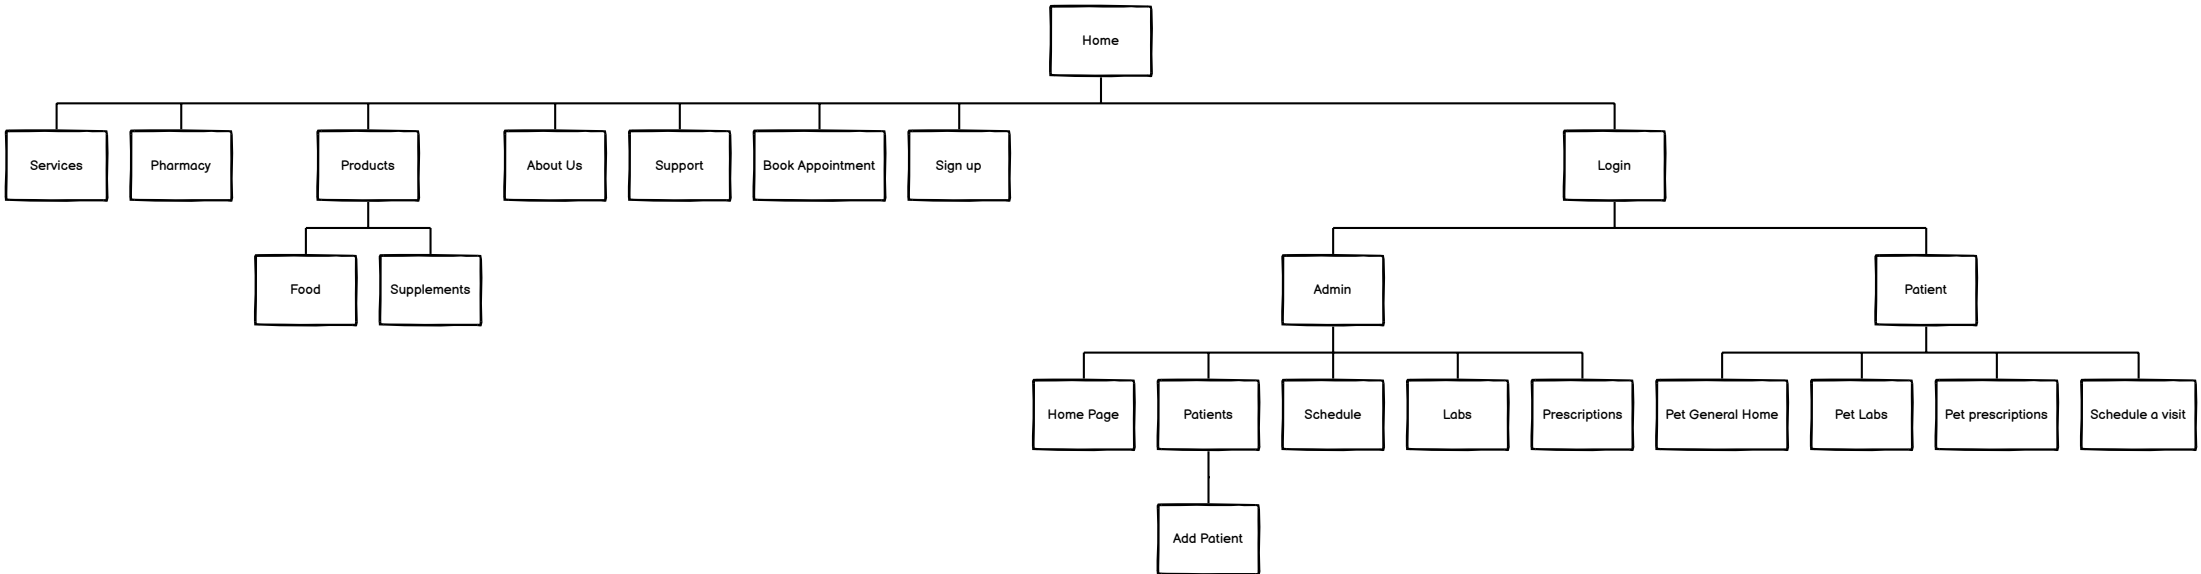 Home
Services
Pharmacy
Products
About Us
Support
Book Appointment
Sign up
Login
Food
Supplements
Admin
Patient
Home Page
Patients
Schedule
Labs
Prescriptions
Pet General Home
Pet Labs
Pet prescriptions
Schedule a visit
Add Patient